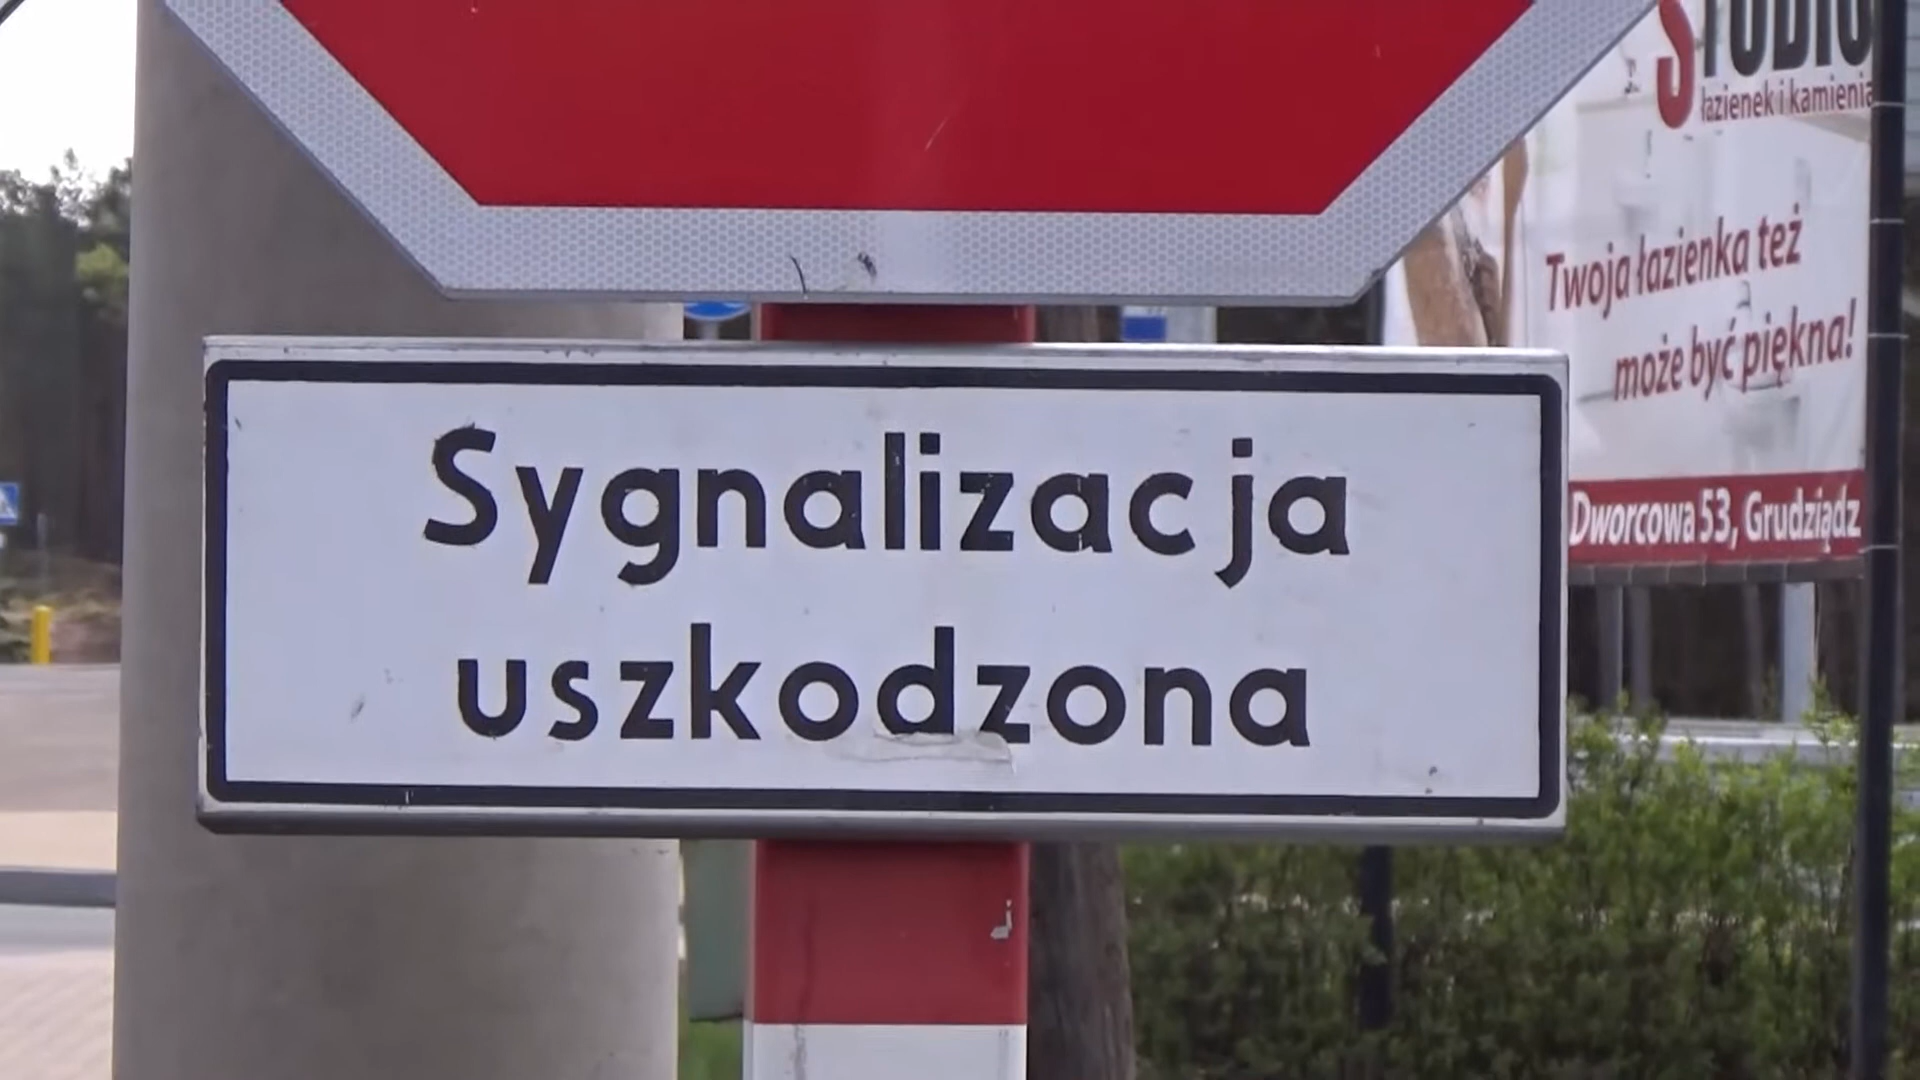 Sygnalizacja
uszkodzona
STUDIO
łazienek i kamienia
Twoja łazienka też
może być piękna!
Dworcowa 53, Grudziądz